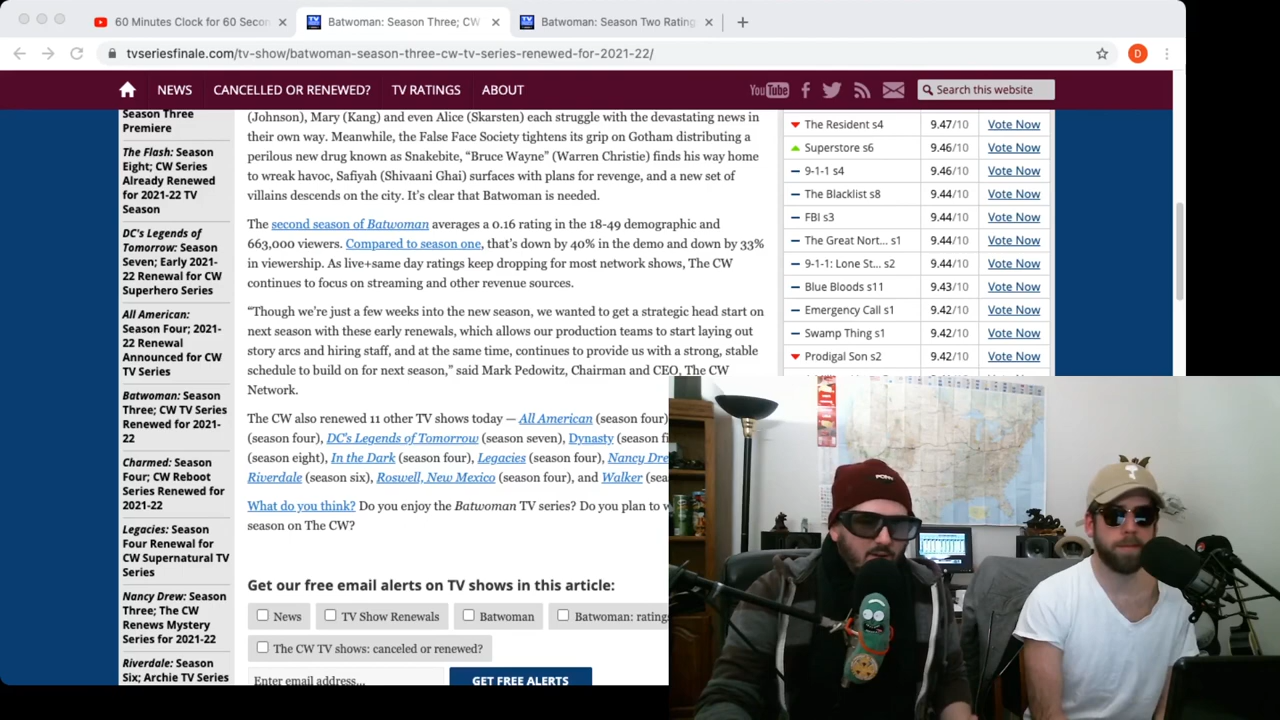 60 Minutes Clock for 60 Secon
Batwoman: Season Three; CW
Batwoman: Season Two Rating
tvseriesfinale.com/tv-show/batwoman-season-three-cw-tv-series-renewed-for-2021-22/
D
NEWS
CANCELLED OR RENEWED?
TV RATINGS
ABOUT
YouTube
Search this website
Season Three
Premiere
The Flash: Season
Eight; CW Series
Already Renewed
for 2021-22 TV
Season
DC's Legends of
Tomorrow: Season
Seven; Early 2021-
22 Renewal for CW
Superhero Series
All American:
Season Four; 2021-
22 Renewal
Announced for CW
TV Series
Batwoman: Season
Three; CW TV Series
Renewed for 2021-
22
Charmed: Season
Four; CW Reboot
Series Renewed for
2021-22
Legacies: Season
Four Renewal for
CW Supernatural TV
Series
Nancy Drew: Season
Three; The CW
Renews Mystery
Series for 2021-22
Riverdale: Season
Six; Archie TV Series
(Johnson), Mary (Kang) and even Alice (Skarsten) each struggle with the devastating news in
their own way. Meanwhile, the False Face Society tightens its grip on Gotham distributing a
perilous new drug known as Snakebite, “Bruce Wayne” (Warren Christie) finds his way home
to wreak havoc, Safiyah (Shivaani Ghai) surfaces with plans for revenge, and a new set of
villains descends on the city. It’s clear that Batwoman is needed.
The second season of Batwoman averages a 0.16 rating in the 18-49 demographic and
663,000 viewers. Compared to season one, that’s down by 40% in the demo and down by 33%
in viewership. As live+same day ratings keep dropping for most network shows, The CW
continues to focus on streaming and other revenue sources.
“Though we’re just a few weeks into the new season, we wanted to get a strategic head start on
next season with these early renewals, which allows our production teams to start laying out
story arcs and hiring staff, and at the same time, continues to provide us with a strong, stable
schedule to build on for next season,” said Mark Pedowitz, Chairman and CEO, The CW
Network.
The CW also renewed 11 other TV shows today — All American (season four)
(season four), DC's Legends of Tomorrow (season seven), Dynasty (season fi
(season eight), In the Dark (season four), Legacies (season four), Nancy Dre
Riverdale (season six), Roswell, New Mexico (season four), and Walker (sea
What do you think? Do you enjoy the Batwoman TV series? Do you plan to w
season on The CW?
Get our free email alerts on TV shows in this article:
News
TV Show Renewals
Batwoman
Batwoman: rating
The CW TV shows: canceled or renewed?
Enter email address...
GET FREE ALERTS
The Resident s4 9.47/10 Vote Now
Superstore s6 9.46/10 Vote Now
9-1-1 s4 9.46/10 Vote Now
The Blacklist s8 9.44/10 Vote Now
FBI s3 9.44/10 Vote Now
The Great Nort... s1 9.44/10 Vote Now
9-1-1: Lone St... s2 9.44/10 Vote Now
Blue Bloods s11 9.43/10 Vote Now
Emergency Call s1 9.42/10 Vote Now
Swamp Thing s1 9.42/10 Vote Now
Prodigal Son s2 9.42/10 Vote Now